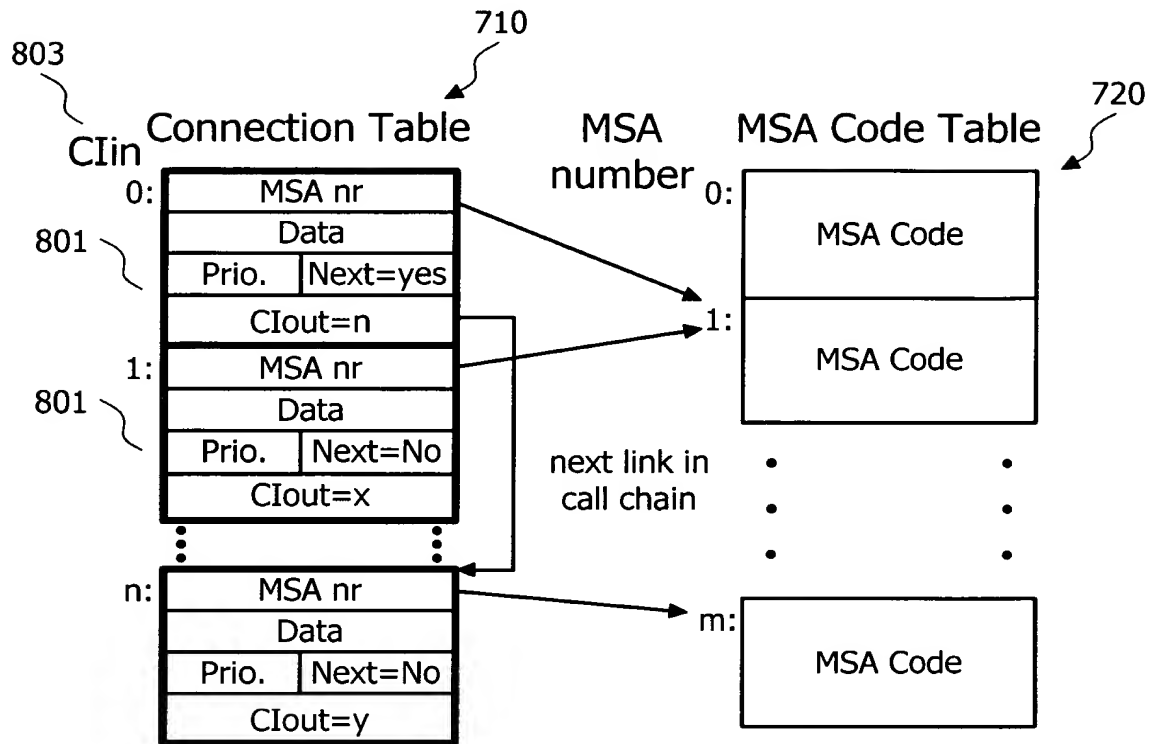 710
803
720
Connection Table
MSA number
MSA Code Table
CIin
0:
MSA nr
Data
Prio.
Next=yes
CIout=n
801
1:
MSA nr
Data
Prio.
Next=No
CIout=x
801
n:
MSA nr
Data
Prio.
Next=No
CIout=y
next link in
call chain
0:
MSA Code
1:
MSA Code
m:
MSA Code